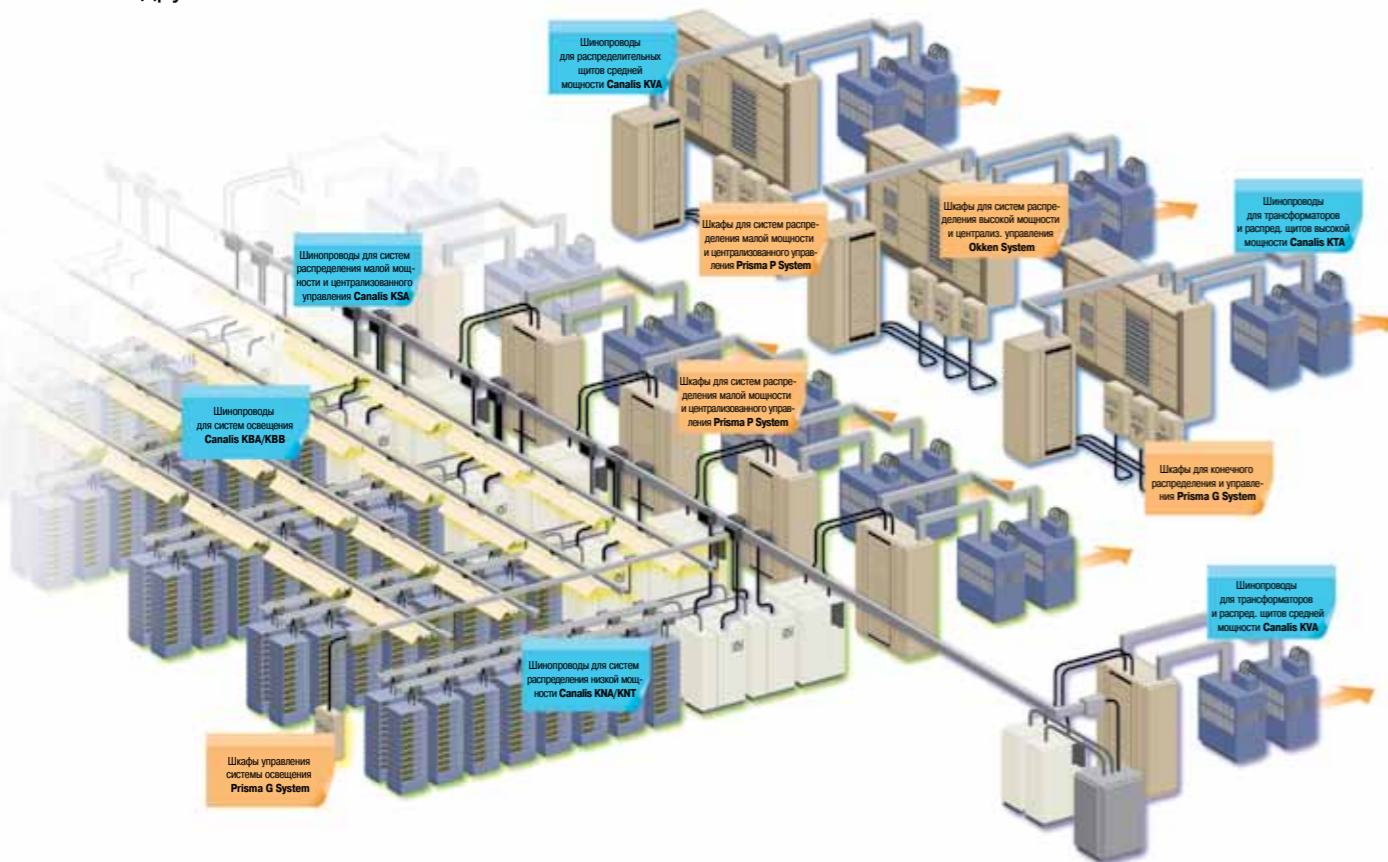 Шинопроводы
для распределительных
щитов средней
мощности Canalis KVA
Шкафы для систем распре-
деления малой мощности
и централизованного управ-
ления Prisma P System
Шкафы для систем распре-
деления высокой мощности
и централиз. управления
Okken System
Шинопроводы
для трансформаторов
и распред. щитов высокой
мощности Canalis KTA
Шинопроводы для систем
распределения малой мощ-
ности и централизованного
управления Canalis KSA
Шкафы для систем распре-
деления малой мощности
и централизованного управ-
ления Prisma P System
Шинопроводы
для систем освещения
Canalis KBA/KBB
Шкафы для конечного
распределения и управле-
ния Prisma G System
Шинопроводы
для трансформаторов
и распред. щитов средней
мощности Canalis KVA
Шинопроводы для систем
распределения низкой мощ-
ности Canalis KNA/KNT
Шкафы управления
системы освещения
Prisma G System